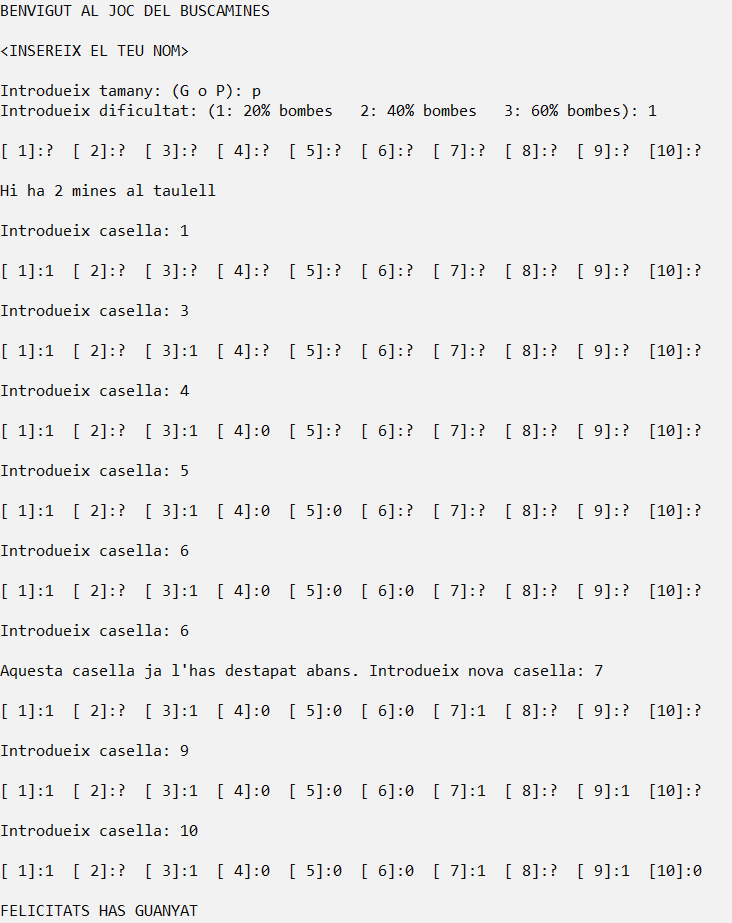 BENVIGUT AL JOC DEL BUSCAMINES
<INSEREIX EL TEU NOM>
Introdueix tamany: (G o P): p
Introdueix dificultat: (1: 20% bombes   2: 40% bombes   3: 60% bombes): 1
[ 1]:?  [ 2]:?  [ 3]:?  [ 4]:?  [ 5]:?  [ 6]:?  [ 7]:?  [ 8]:?  [ 9]:?  [10]:?
Hi ha 2 mines al taulell
Introdueix casella: 1
[ 1]:1  [ 2]:?  [ 3]:?  [ 4]:?  [ 5]:?  [ 6]:?  [ 7]:?  [ 8]:?  [ 9]:?  [10]:?
Introdueix casella: 3
[ 1]:1  [ 2]:?  [ 3]:1  [ 4]:?  [ 5]:?  [ 6]:?  [ 7]:?  [ 8]:?  [ 9]:?  [10]:?
Introdueix casella: 4
[ 1]:1  [ 2]:?  [ 3]:1  [ 4]:0  [ 5]:?  [ 6]:?  [ 7]:?  [ 8]:?  [ 9]:?  [10]:?
Introdueix casella: 5
[ 1]:1  [ 2]:?  [ 3]:1  [ 4]:0  [ 5]:0  [ 6]:?  [ 7]:?  [ 8]:?  [ 9]:?  [10]:?
Introdueix casella: 6
[ 1]:1  [ 2]:?  [ 3]:1  [ 4]:0  [ 5]:0  [ 6]:0  [ 7]:?  [ 8]:?  [ 9]:?  [10]:?
Introdueix casella: 6
Aquesta casella ja l'has destapat abans. Introdueix nova casella: 7
[ 1]:1  [ 2]:?  [ 3]:1  [ 4]:0  [ 5]:0  [ 6]:0  [ 7]:1  [ 8]:?  [ 9]:?  [10]:?
Introdueix casella: 9
[ 1]:1  [ 2]:?  [ 3]:1  [ 4]:0  [ 5]:0  [ 6]:0  [ 7]:1  [ 8]:?  [ 9]:1  [10]:?
Introdueix casella: 10
[ 1]:1  [ 2]:?  [ 3]:1  [ 4]:0  [ 5]:0  [ 6]:0  [ 7]:1  [ 8]:?  [ 9]:1  [10]:0
FELICITATS HAS GUANYAT